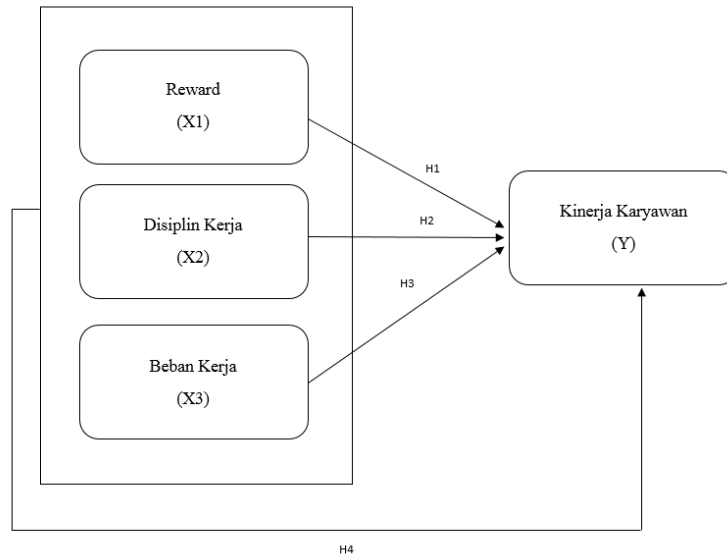 Reward
(X1)
H1
Disiplin Kerja
(X2)
H2
Kinerja Karyawan
(Y)
H3
Beban Kerja
(X3)
H4